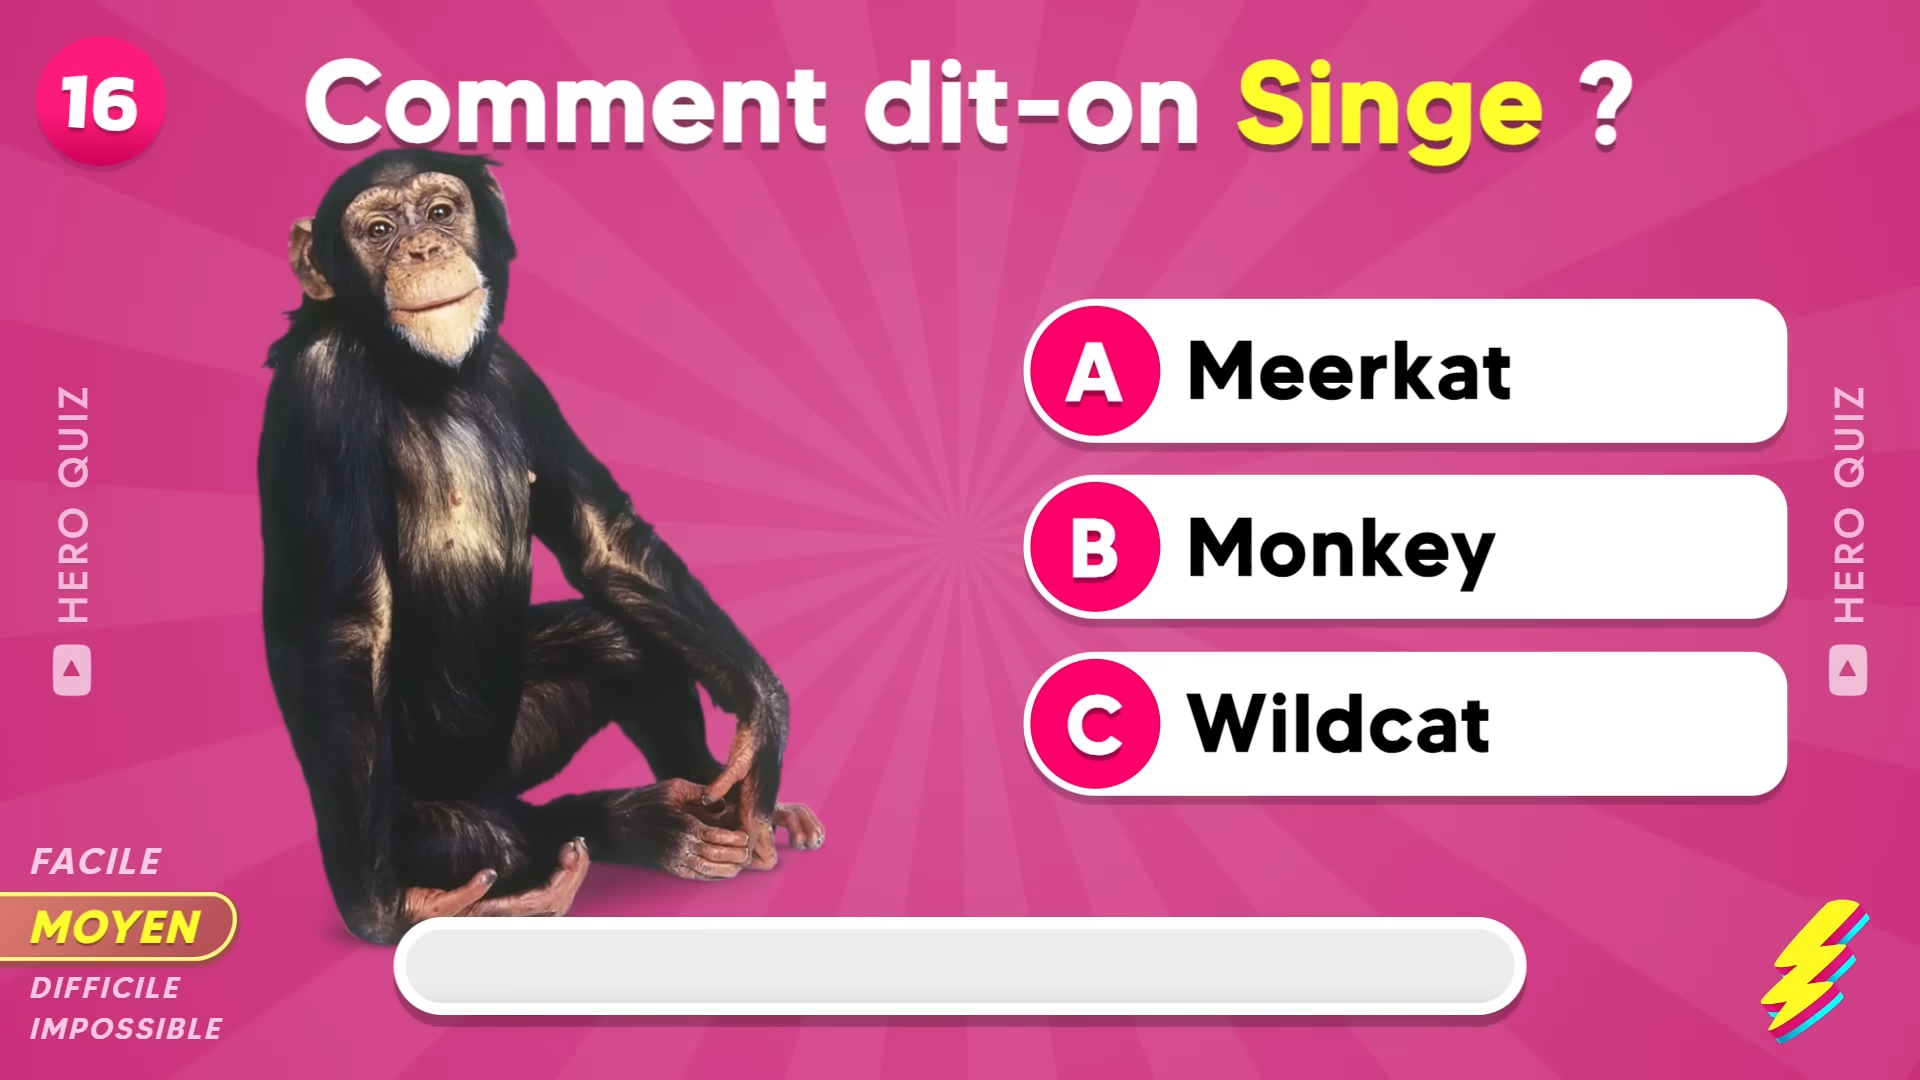 16
Comment dit-on Singe ?
A Meerkat
B Monkey
C Wildcat
HERO QUIZ
HERO QUIZ
FACILE
MOYEN
DIFFICILE
IMPOSSIBLE